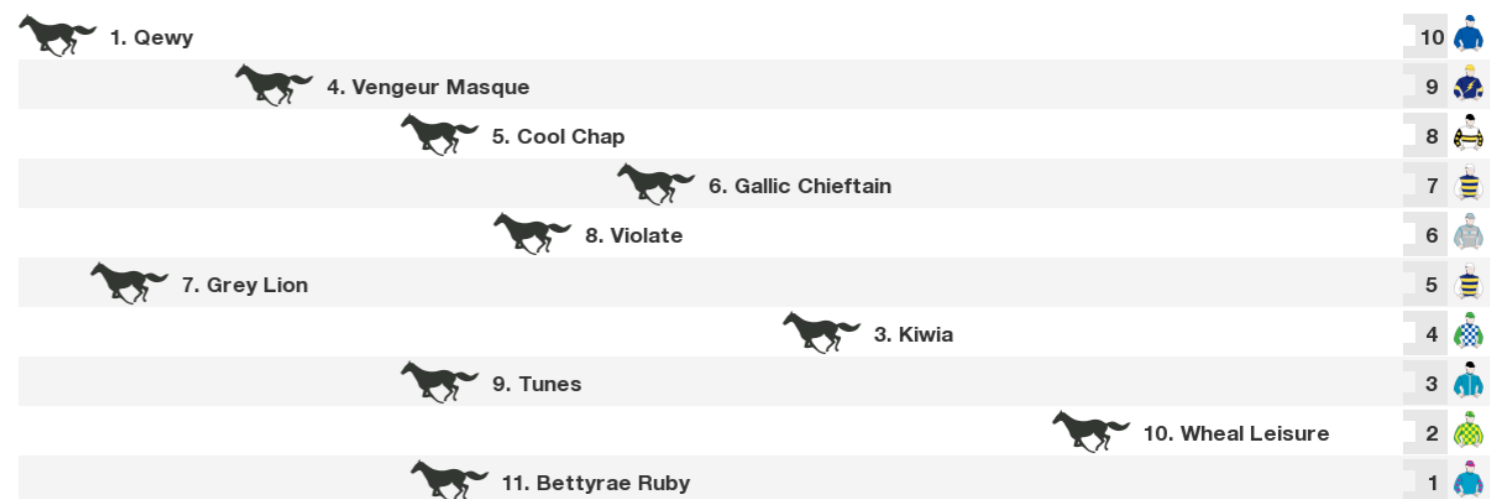 1. Qewy 10
4. Vengeur Masque 9
5. Cool Chap 8
6. Gallic Chieftain 7
8. Violate 6
7. Grey Lion 5
3. Kiwia 4
9. Tunes 3
10. Wheal Leisure 2
11. Bettyrae Ruby 1